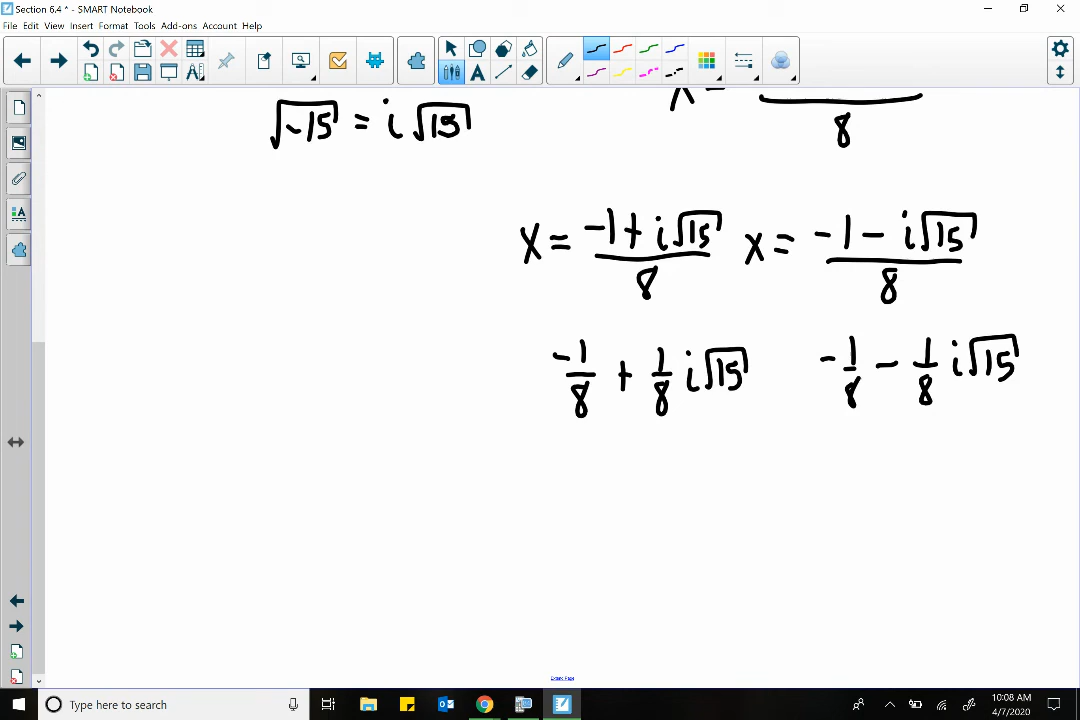 Section 6.4 * - SMART Notebook
File Edit View Insert Format Tools Add-ons Account Help
√-15 = i√15
x =
8
x = (-1 + i√15)/8 x = (-1 - i√15)/8
-1/8 + 1/8 i√15 -1/8 - 1/8 i√15
Extend Page
Type here to search
10:08 AM
4/7/2020